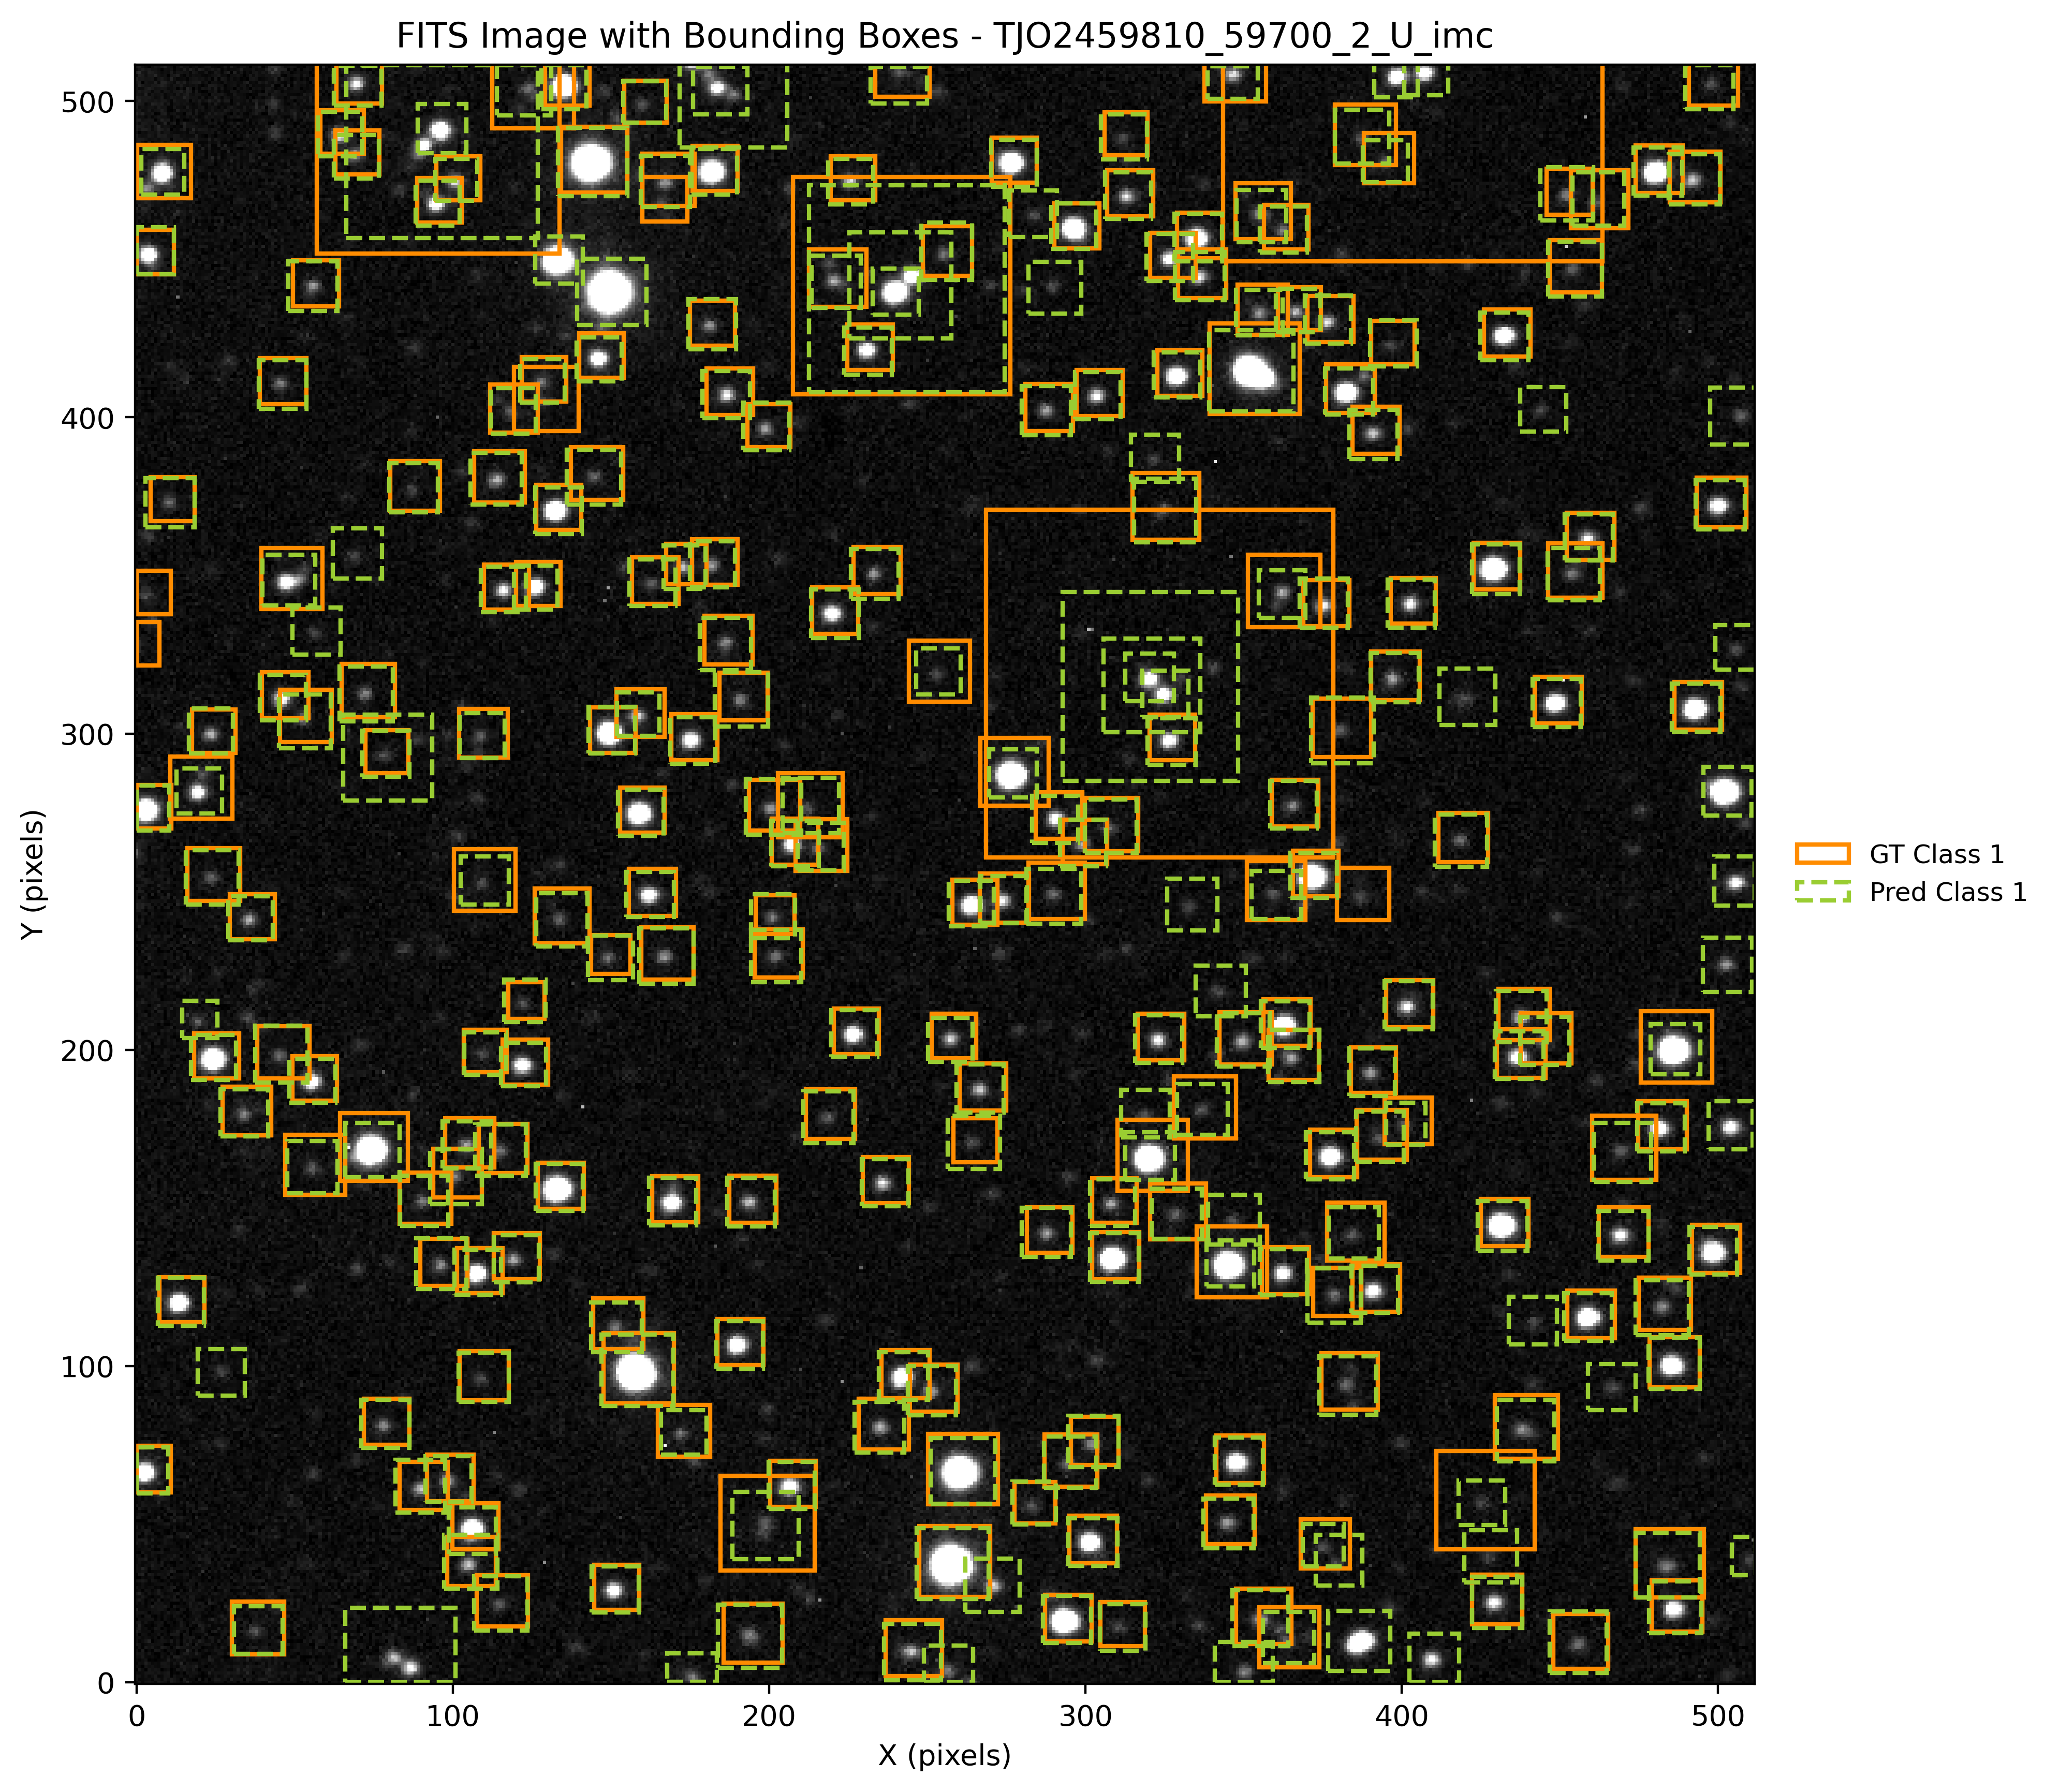 FITS Image with Bounding Boxes - TJO2459810_59700_2_U_imc
500
400
300
200
100
0
Y (pixels)
0 100 200 300 400 500
X (pixels)
GT Class 1
Pred Class 1